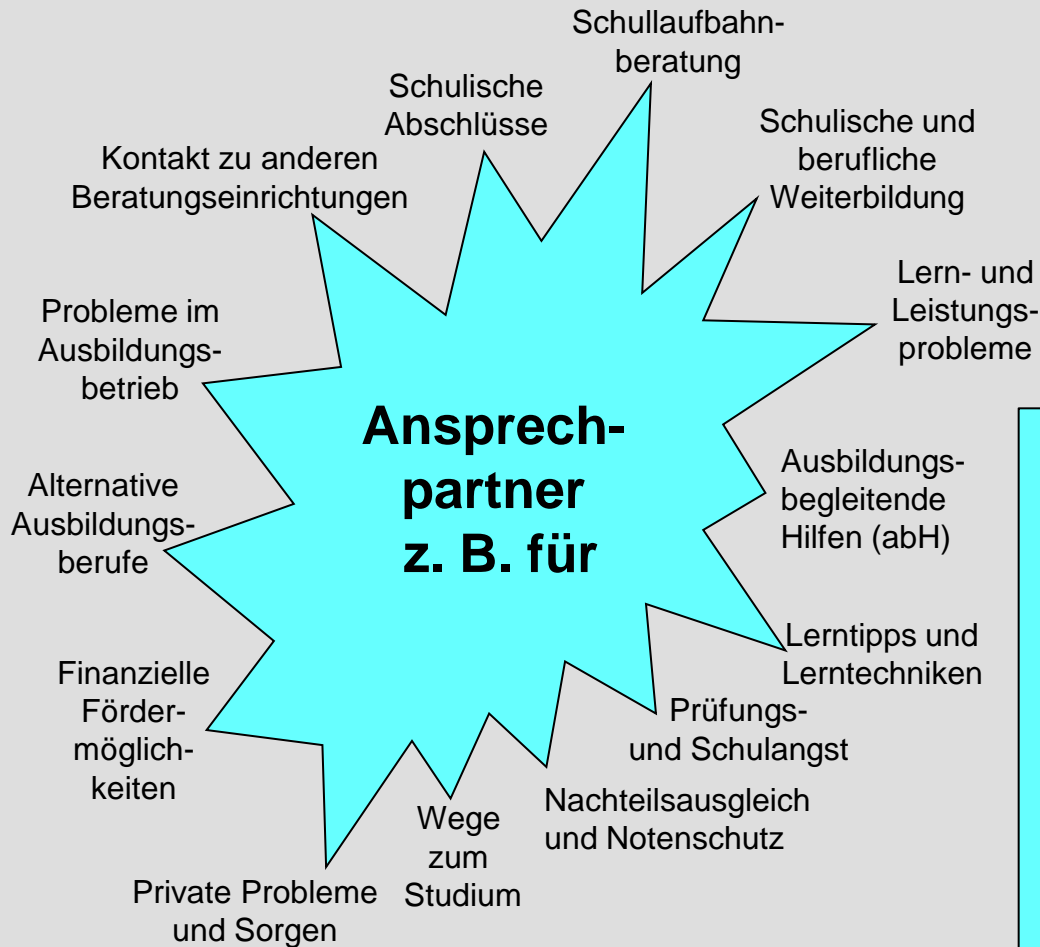 Schullaufbahn-
beratung
Schulische
Abschlüsse
Schulische und
berufliche
Weiterbildung
Kontakt zu anderen
Beratungseinrichtungen
Lern- und
Leistungs-
probleme
Probleme im
Ausbildungs-
betrieb
Ansprech-
partner
z. B. für
Ausbildungs-
begleitende
Hilfen (abH)
Alternative
Ausbildungs-
berufe
Lerntipps und
Lerntechniken
Finanzielle
Förder-
möglich-
keiten
Prüfungs-
und Schulangst
Nachteilsausgleich
und Notenschutz
Wege
zum
Studium
Private Probleme
und Sorgen